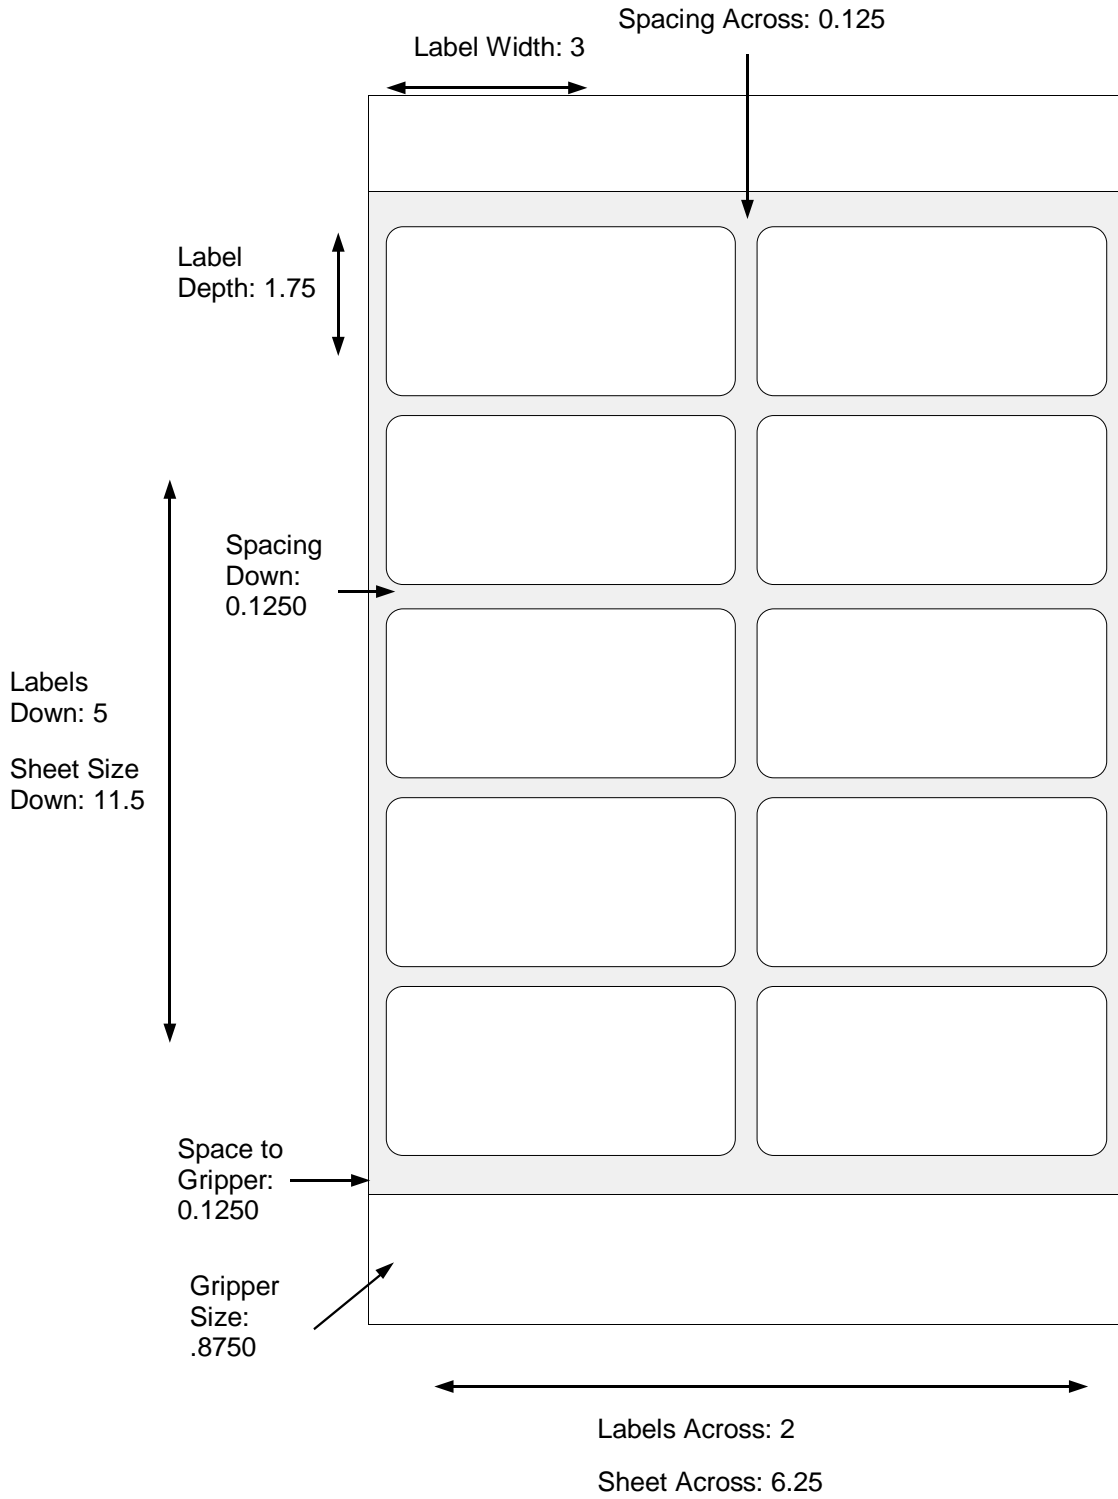 Spacing Across: 0.125
Label Width: 3
Label
Depth: 1.75
Spacing
Down:
0.1250
Labels
Down: 5
Sheet Size
Down: 11.5
Space to
Gripper:
0.1250
Gripper
Size:
.8750
Labels Across: 2
Sheet Across: 6.25